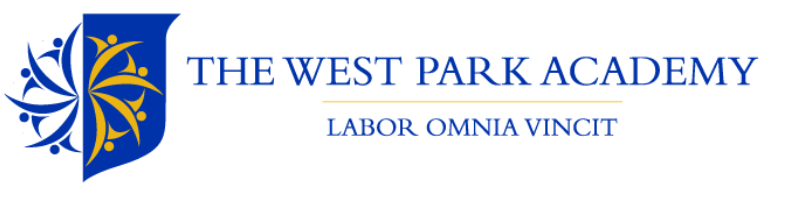 THE WEST PARK ACADEMY
LABOR OMNIA VINCIT